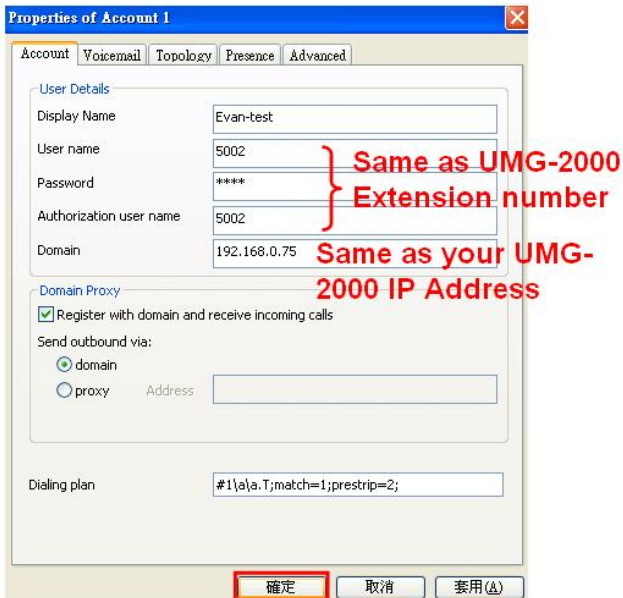 Properties of Account 1
Account Voicemail Topology Presence Advanced
User Details
Display Name Evan-test
User name 5002
Password ****
Authorization user name 5002
Same as UMG-2000
Extension number
Domain 192.168.0.75
Same as your UMG-
2000 IP Address
Domain Proxy
Register with domain and receive incoming calls
Send outbound via:
domain
proxy Address
Dialing plan #1\a\a.T;match=1;prestrip=2;
確定 取消 套用(A)